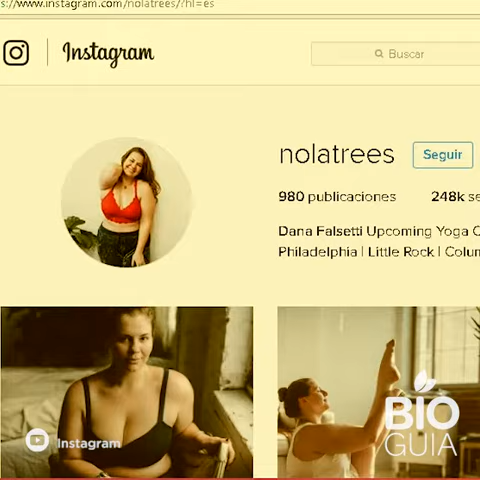 s://www.instagram.com/nolatrees/?hl=es
Instagram
Buscar
nolatrees
Seguir
980 publicaciones 248k se
Dana Falsetti Upcoming Yoga
Philadelphia | Little Rock | Colum
Instagram
BIO
GUIA